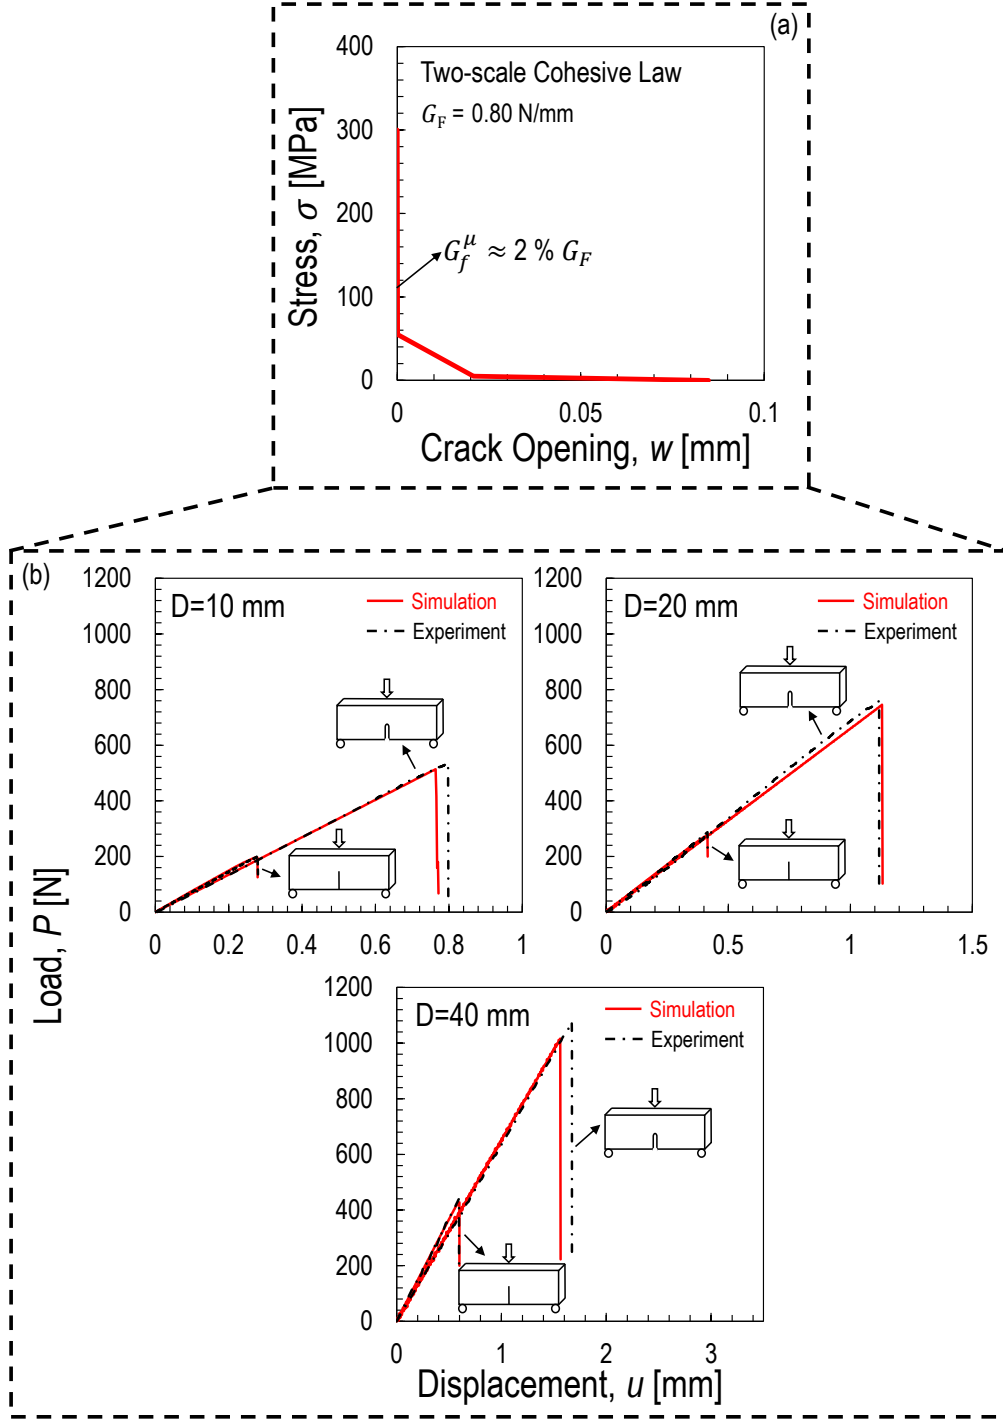 (a)
400
300
200
100
0
Stress, σ [MPa]
Two-scale Cohesive Law
G_F = 0.80 N/mm
G_f^μ ≈ 2 % G_F
0 0.05 0.1
Crack Opening, w [mm]
(b)
Load, P [N]
1200
1000
800
600
400
200
0
D=10 mm
Simulation
Experiment
0 0.2 0.4 0.6 0.8 1
1200
1000
800
600
400
200
0
D=20 mm
Simulation
Experiment
0 0.5 1 1.5
1200
1000
800
600
400
200
0
D=40 mm
Simulation
Experiment
0 1 2 3
Displacement, u [mm]